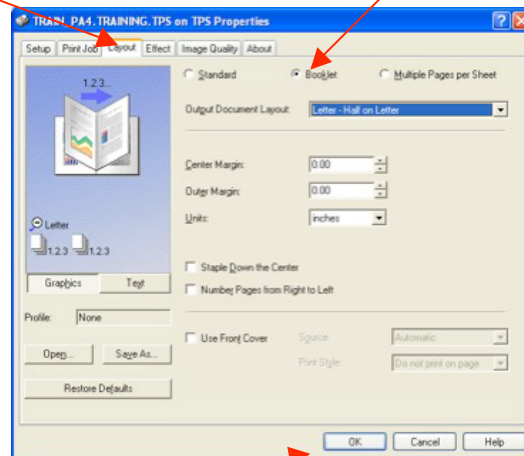 TRAIN_PA4.TRAINING.TPS on TPS Properties
Setup Print Job Layout Effect Image Quality About
Standard Booklet Multiple Pages per Sheet
1.2.3...
Output Document Layout: Letter - Half on Letter
Center Margin: 0.00
Outer Margin: 0.00
Units: inches
Letter
1.2.3 1.2.3
Graphics Text
Staple Down the Center
Number Pages from Right to Left
Profile: None
Use Front Cover Source: Automatic
Print Style: Do not print on page
Open... Save As...
Restore Defaults
OK Cancel Help